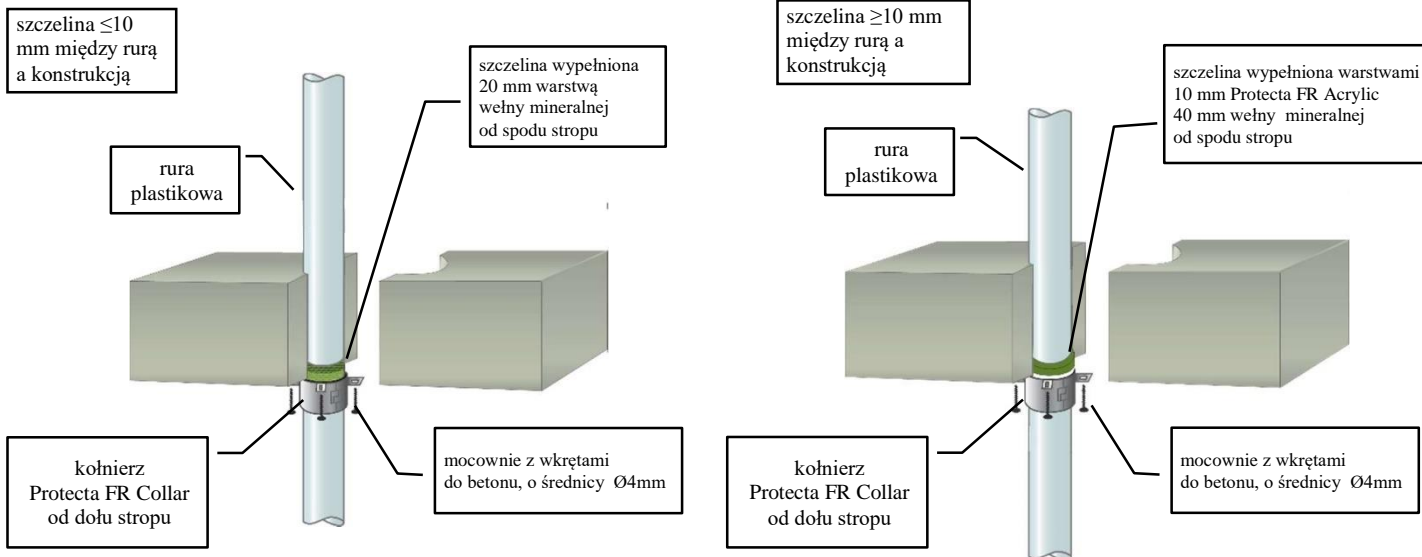 szczelina ≤10
mm między rurą
a konstrukcją
szczelina wypełniona
20 mm warstwą
wełny mineralnej
od spodu stropu
rura
plastikowa
kołnierz
Protecta FR Collar
od dołu stropu
mocownie z wkrętami
do betonu, o średnicy Ø4mm
szczelina ≥10 mm
między rurą a
konstrukcją
szczelina wypełniona warstwami
10 mm Protecta FR Acrylic
40 mm wełny mineralnej
od spodu stropu
rura
plastikowa
kołnierz
Protecta FR Collar
od dołu stropu
mocownie z wkrętami
do betonu, o średnicy Ø4mm